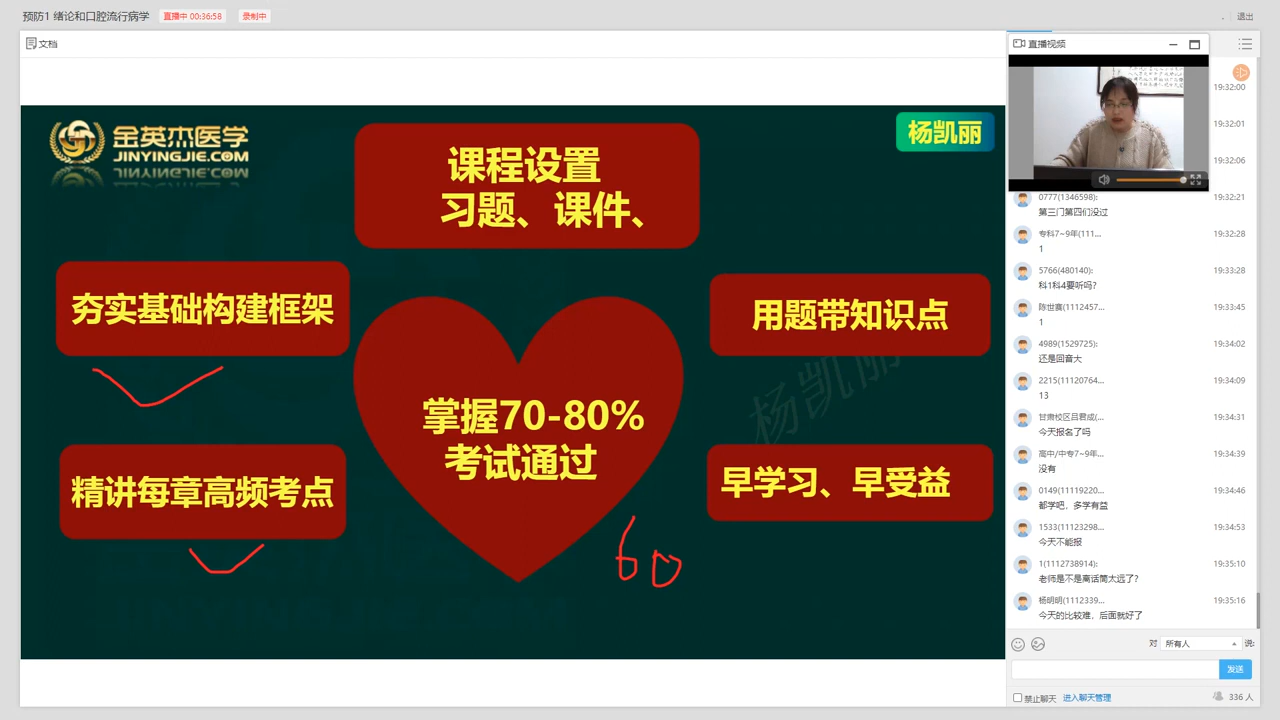 预防1 绪论和口腔流行病学
直播中 00:36:58
录制中
退出
文档
直播视频
金英杰医学
JINYINGJIE.COM
杨凯丽
课程设置
习题、课件、
夯实基础构建框架
用题带知识点
掌握70-80%
考试通过
精讲每章高频考点
早学习、早受益
60
杨凯丽
19:32:00
19:32:01
19:32:06
0777(1346598):
19:32:21
第三门第四们没过
专科7~9年(111...
19:32:28
1
5766(480140):
19:33:28
科1科4要听吗?
陈世赛(1112457...
19:33:45
1
4989(1529725):
19:34:02
还是回音大
2215(11120764...
19:34:09
13
甘肃校区吕君成(...
19:34:31
今天报名了吗
高中/中专7~9年...
19:34:39
没有
0149(11119220...
19:34:46
都学吧，多学有益
1533(11123298...
19:34:53
今天不能报
1(1112738914):
19:35:10
老师是不是离话筒太远了?
杨明明(1112339...
19:35:16
今天的比较难，后面就好了
对 所有人 说:
发送
禁止聊天 进入聊天管理
336 人